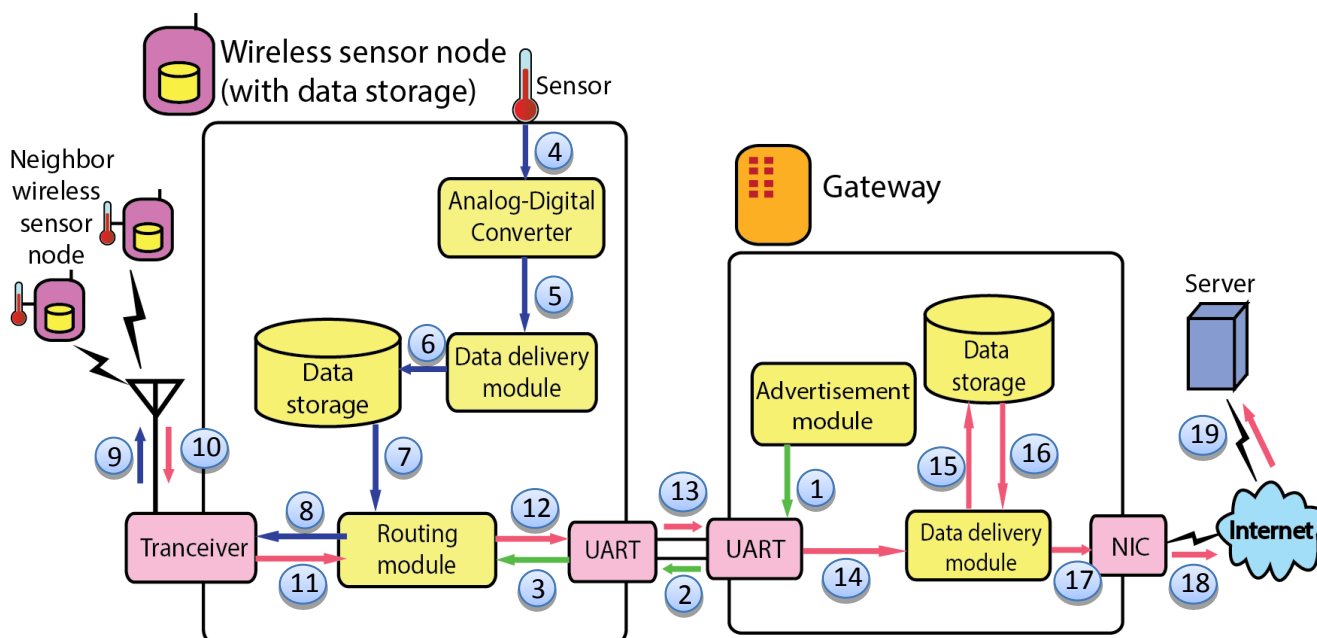 Wireless sensor node
(with data storage)
Sensor
Neighbor
wireless
sensor
node
4
Analog-Digital
Converter
5
6
Data delivery
module
Data
storage
7
9
10
8
Tranceiver
11
Routing
module
12
3
UART
13
2
Gateway
Advertisement
module
1
Data
storage
15
16
UART
14
Data delivery
module
17
NIC
18
Server
19
Internet